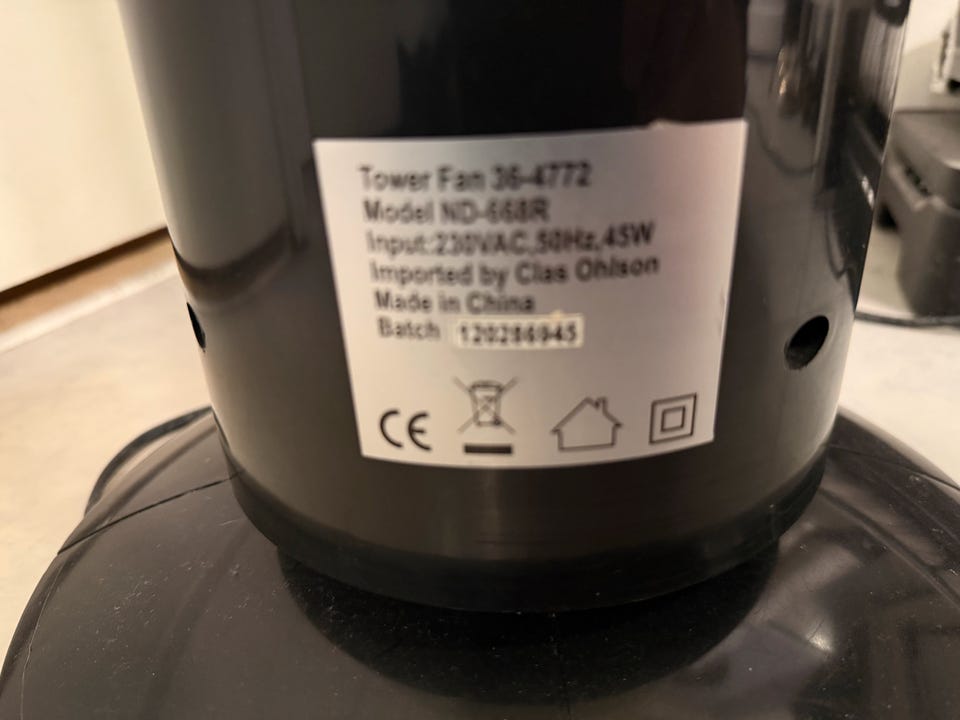 Tower Fan 36-4772
Model ND-668R
Input:230VAC,50Hz,45W
Imported by Clas Ohlson
Made in China
Batch 120286945
CE